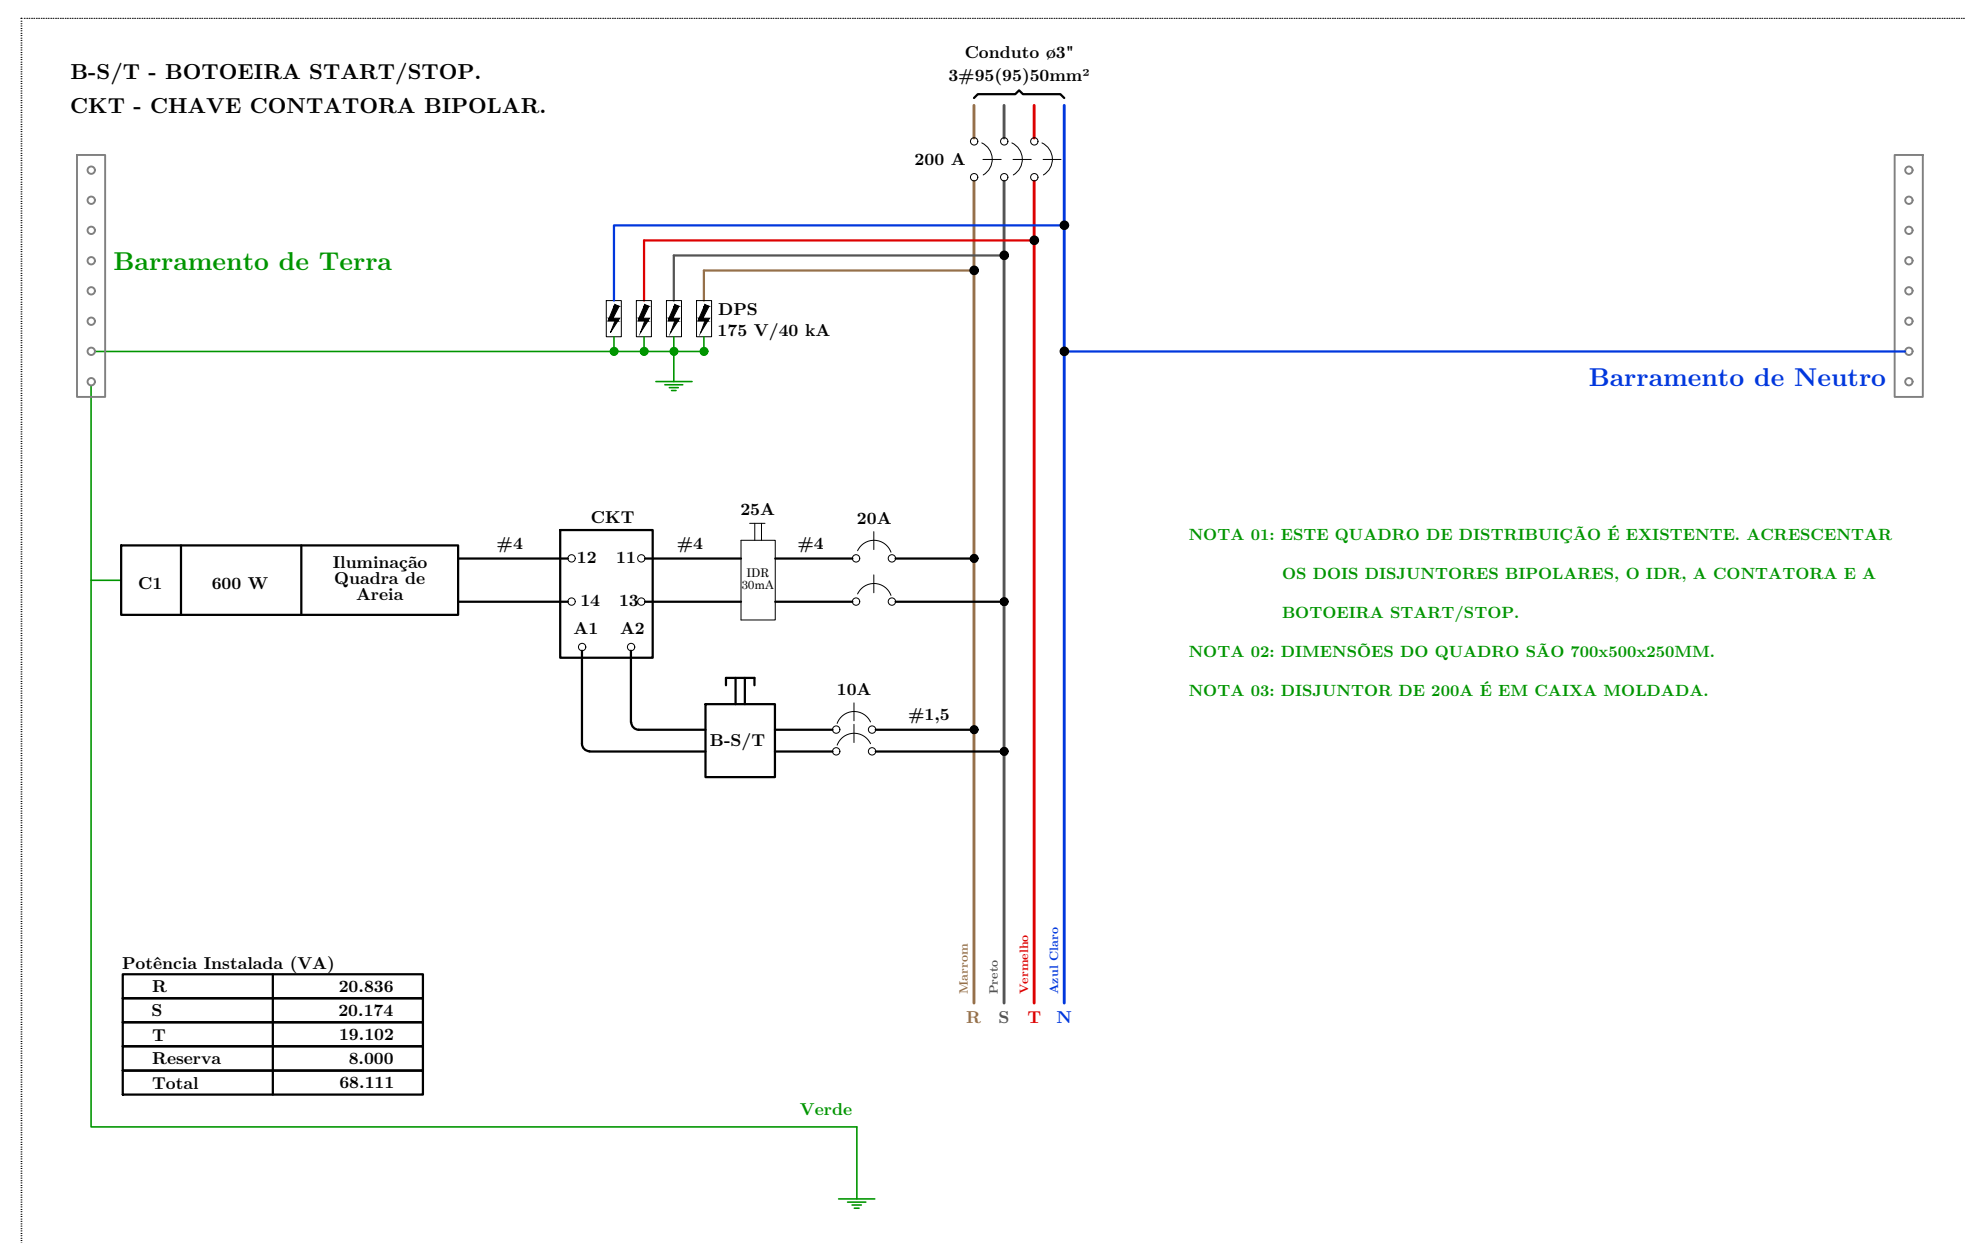 B-S/T - BOTOEIRA START/STOP.
CKT - CHAVE CONTATORA BIPOLAR.
Conduto ø3"
3#95(95)50mm²
200 A
Barramento de Terra
DPS
175 V/40 kA
Barramento de Neutro
CKT
25A
20A
#4
#4
#4
12
11
IDR
30mA
14
13
A1
A2
C1
600 W
Iluminação
Quadra de
Areia
10A
#1,5
B-S/T
NOTA 01: ESTE QUADRO DE DISTRIBUIÇÃO É EXISTENTE. ACRESCENTAR
OS DOIS DISJUNTORES BIPOLARES, O IDR, A CONTATORA E A
BOTOEIRA START/STOP.
NOTA 02: DIMENSÕES DO QUADRO SÃO 700x500x250MM.
NOTA 03: DISJUNTOR DE 200A É EM CAIXA MOLDADA.
Marrom
Preto
Vermelho
Azul Claro
R S T N
Potência Instalada (VA)
R 20.836
S 20.174
T 19.102
Reserva 8.000
Total 68.111
Verde